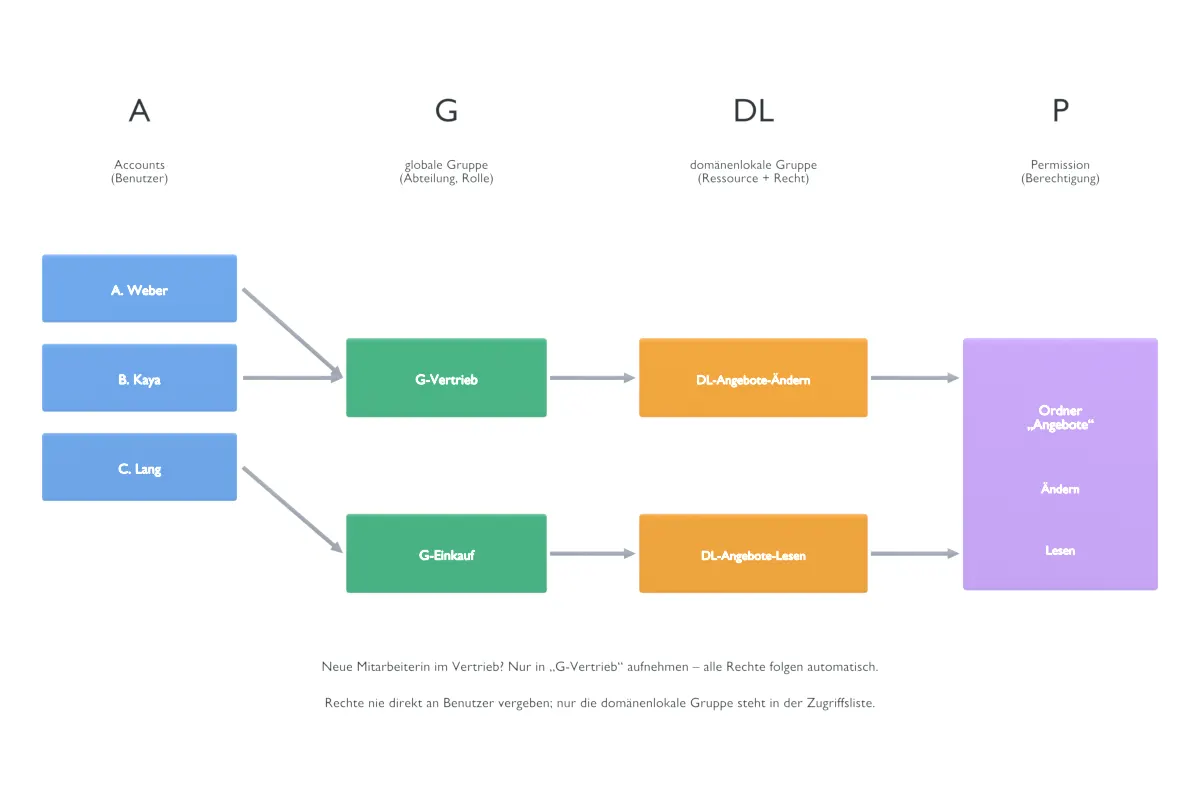 A
G
DL
P
Accounts
(Benutzer)
globale Gruppe
(Abteilung, Rolle)
domänenlokale Gruppe
(Ressource + Recht)
Permission
(Berechtigung)
A. Weber
B. Kaya
C. Lang
G-Vertrieb
G-Einkauf
DL-Angebote-Ändern
DL-Angebote-Lesen
Ordner
„Angebote“
Ändern
Lesen
Neue Mitarbeiterin im Vertrieb? Nur in „G-Vertrieb“ aufnehmen – alle Rechte folgen automatisch.
Rechte nie direkt an Benutzer vergeben; nur die domänenlokale Gruppe steht in der Zugriffsliste.